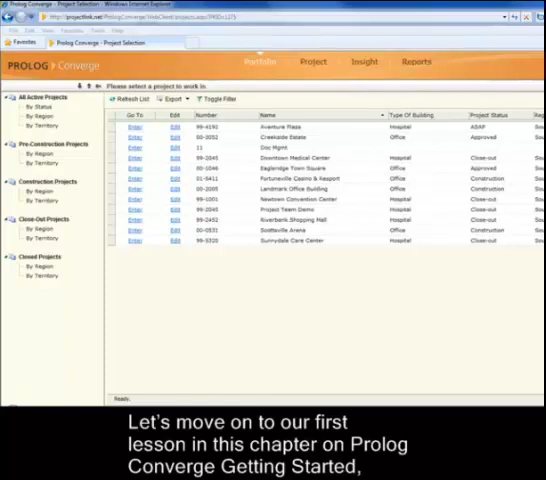 Prolog Converge - Project Selection - Windows Internet Explorer
Favorites Prolog Converge - Project Selection
File Edit View Favorites Tools Help
PROLOG Converge Portfolio Project Insight Reports
Please select a project to work in
Refresh List Export Toggle Filter
All Active Projects
By Status
By Region
By Territory
Pre-Construction Projects
By Region
By Territory
Construction Projects
By Region
By Territory
Close-Out Projects
By Region
By Territory
Closed Projects
By Region
By Territory
Go To Edit Number Name Type Of Building Project Status
Enter Edit 99-4192 Aventura Plaza Hospital ASAP
Enter Edit 00-0052 Creekside Estate Office Approved
Enter Edit 11 Doc Mgmt
Enter Edit 99-2045 Downtown Medical Center Hospital Close-out
Enter Edit 00-1046 Eagleridge Town Square Office Approved
Enter Edit 01-5411 Fortuneville Casino & Resport Office Construction
Enter Edit 00-2005 Landmark Office Building Office Construction
Enter Edit 99-1001 Newtown Convention Center Hospital Close-out
Enter Edit 99-2045 Project Team Demo Hospital Close-out
Enter Edit 99-2452 Riverbank Shopping Mall Hospital Close-out
Enter Edit 00-0531 Scottsville Arena Office Construction
Enter Edit 99-5320 Sunnydale Care Center Hospital Close-out
Ready.
Let's move on to our first
lesson in this chapter on Prolog
Converge Getting Started,